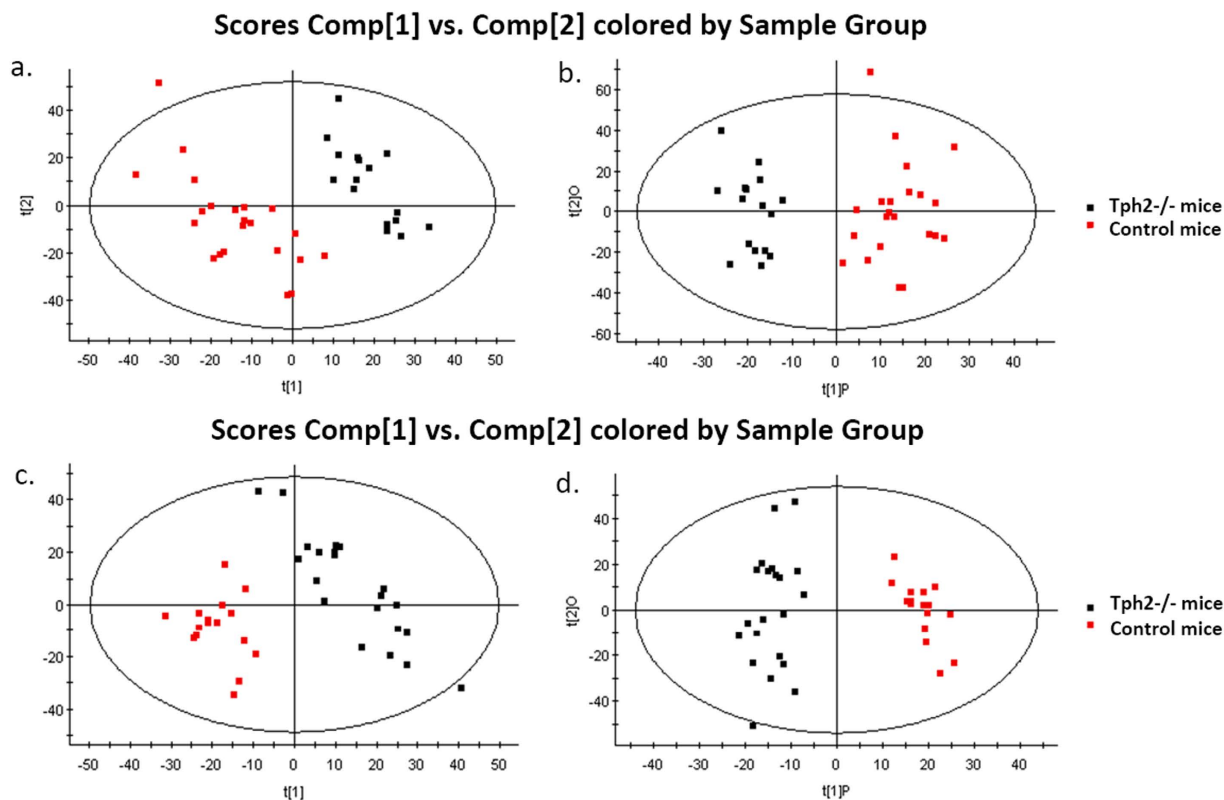 Scores Comp[1] vs. Comp[2] colored by Sample Group
a.
40
20
0
-20
-40
t[2]
-50 -40 -30 -20 -10 0 10 20 30 40 50
t[1]
b.
60
40
20
0
-20
-40
-60
t[2]O
-40 -30 -20 -10 0 10 20 30 40
t[1]P
Tph2-/- mice
Control mice
Scores Comp[1] vs. Comp[2] colored by Sample Group
c.
40
20
0
-20
-40
t[2]
-50 -40 -30 -20 -10 0 10 20 30 40 50
t[1]
d.
40
20
0
-20
-40
t[2]O
-40 -30 -20 -10 0 10 20 30 40
t[1]P
Tph2-/- mice
Control mice